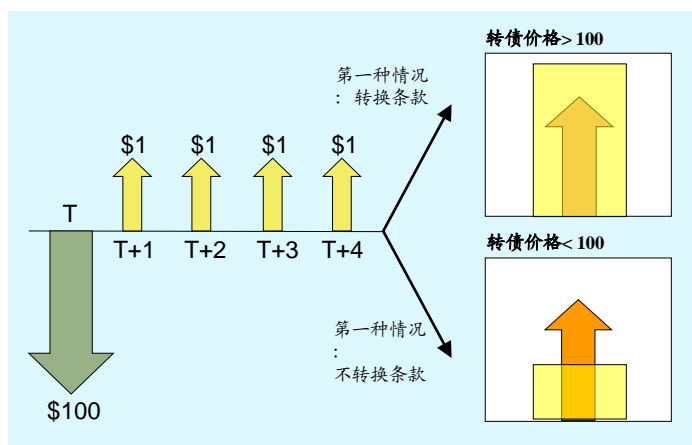 转债价格> 100
第一种情况
：转换条款
$1 $1 $1 $1
T
T+1 T+2 T+3 T+4
转债价格< 100
第一种情况
：
不转换条款
$100